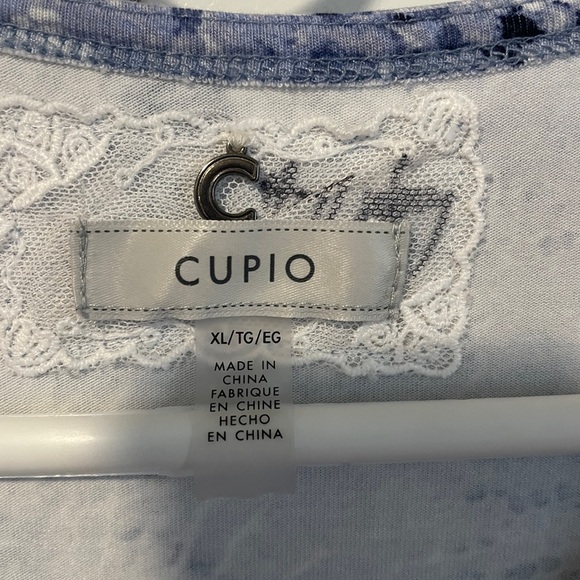 C
CUPIO
XL/TG/EG
MADE IN
CHINA
FABRIQUE
EN CHINE
HECHO
EN CHINA